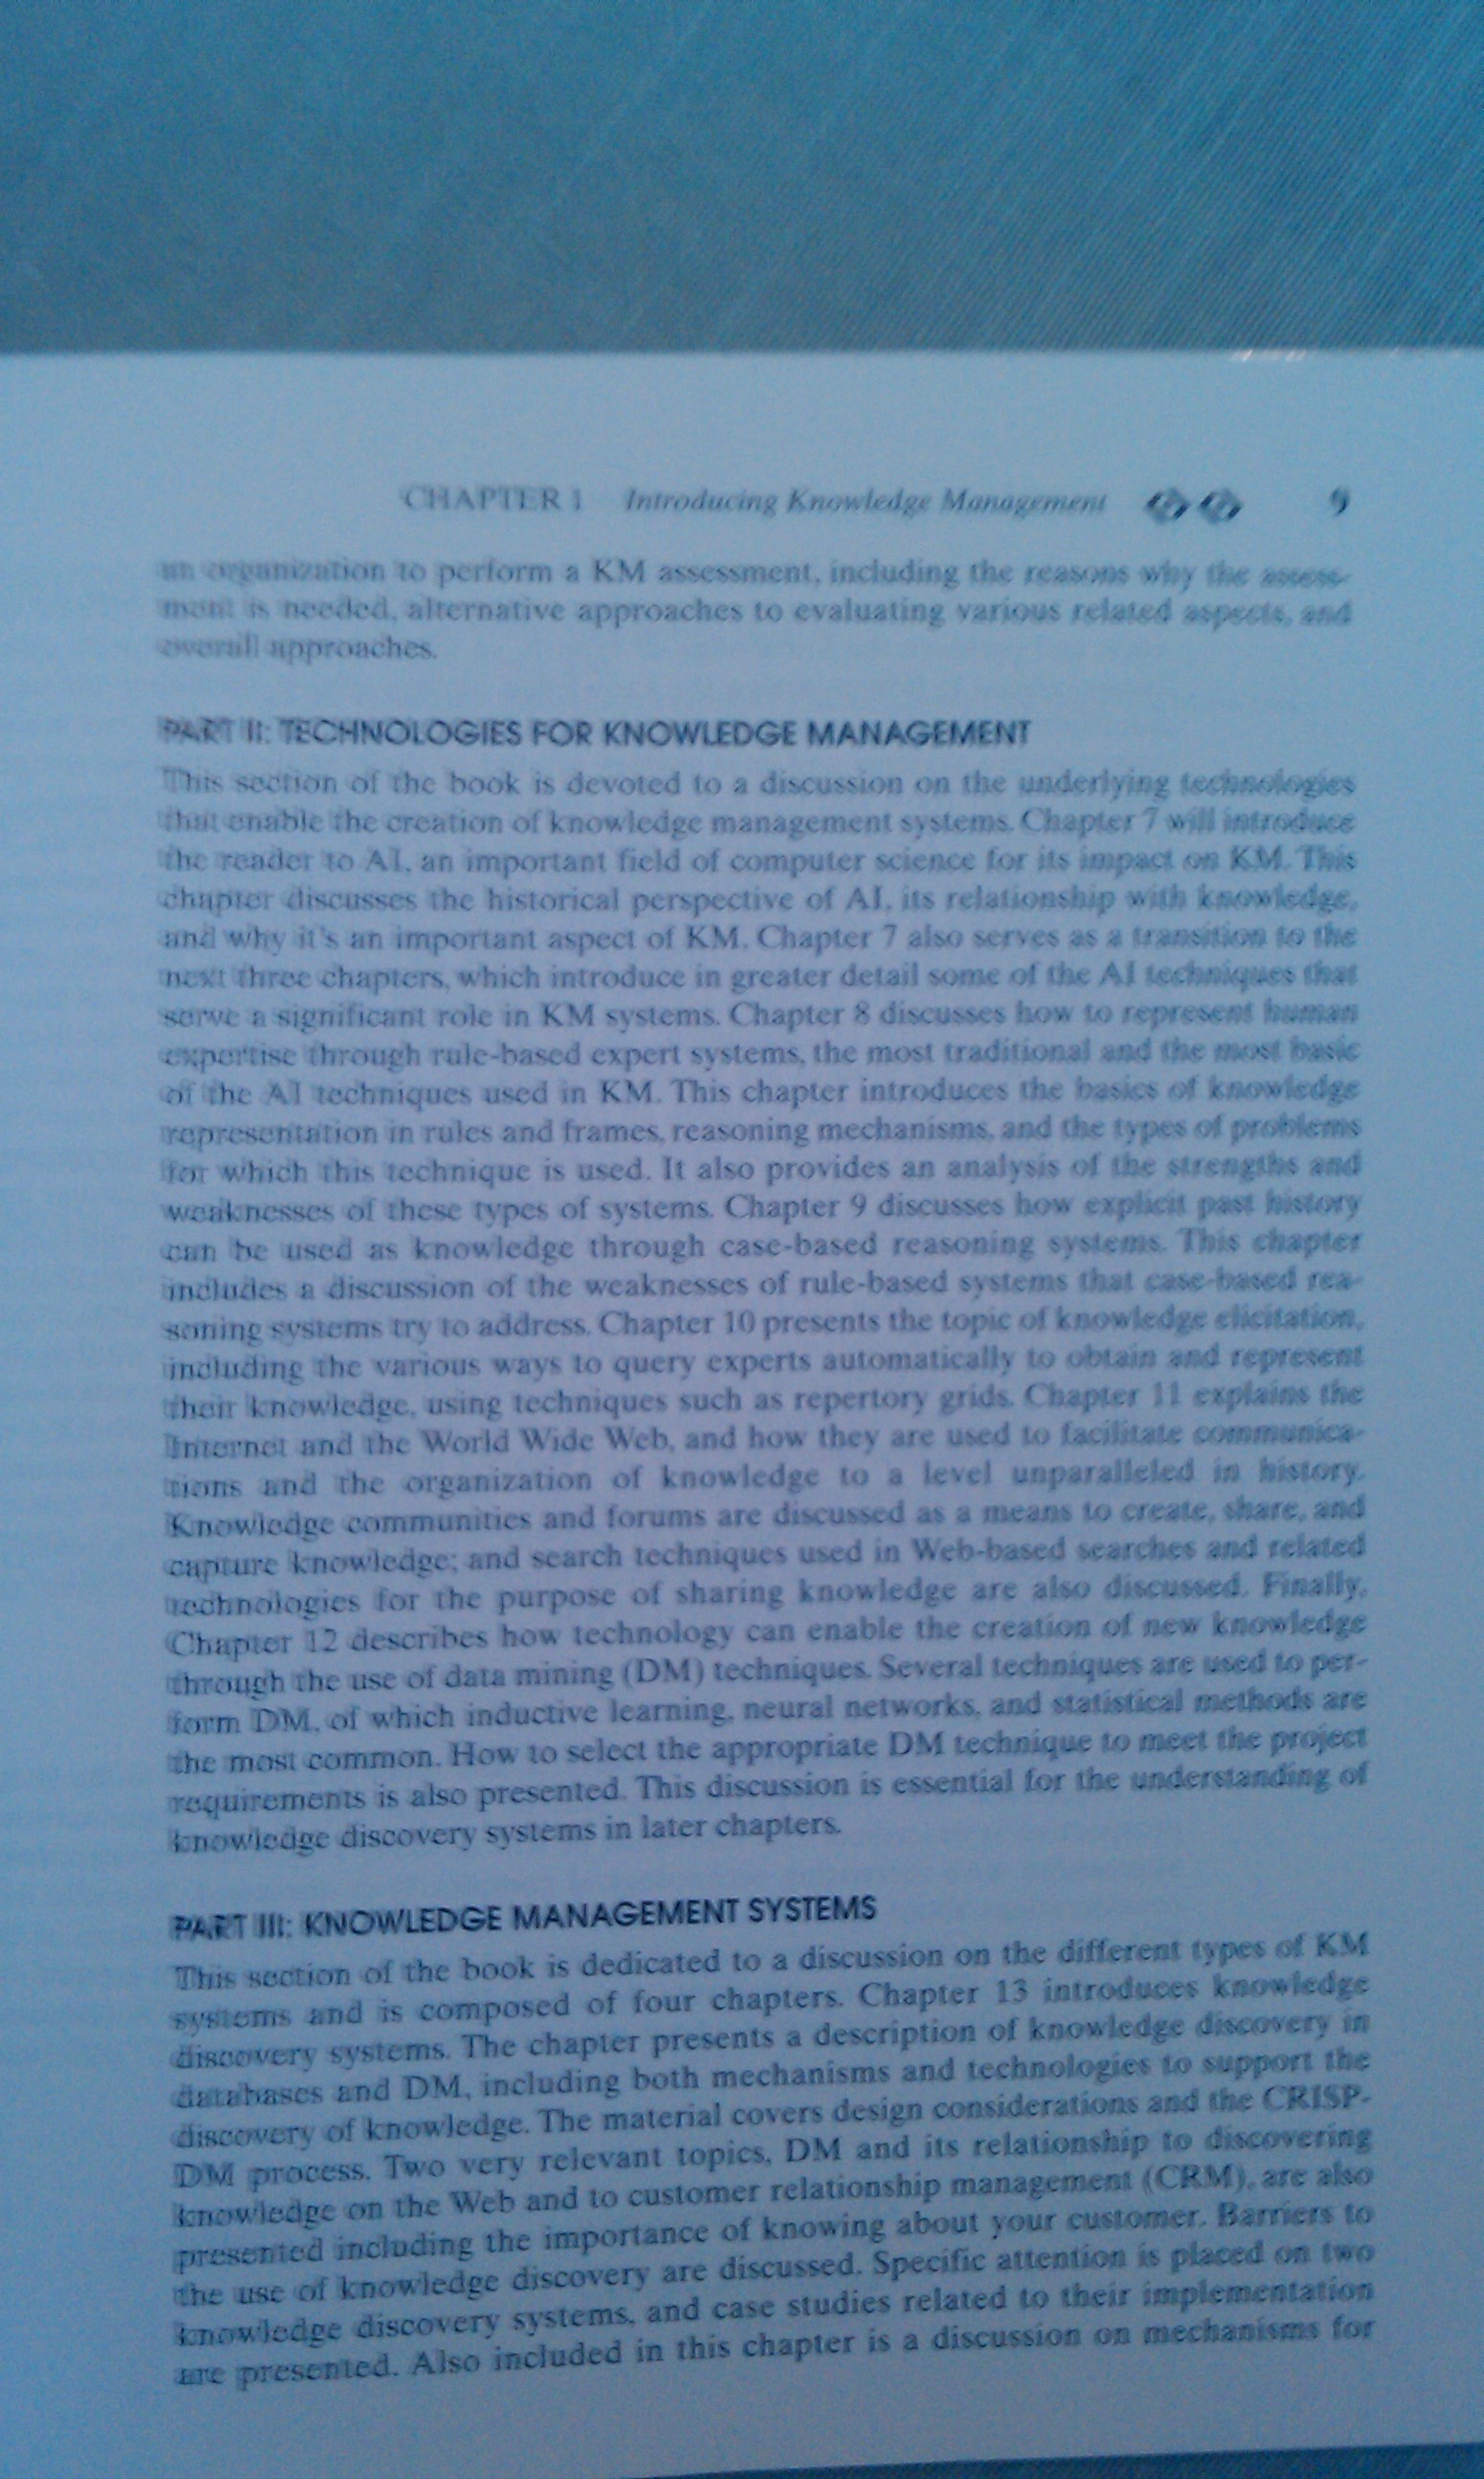 CHAPTER 1 Introducing Knowledge Management 9
an organization to perform a KM assessment, including the reasons why the assess-
ment is needed, alternative approaches to evaluating various related aspects, and
overall approaches.
PART II: TECHNOLOGIES FOR KNOWLEDGE MANAGEMENT
This section of the book is devoted to a discussion on the underlying technologies
that enable the creation of knowledge management systems. Chapter 7 will introduce
the reader to AI, an important field of computer science for its impact on KM. This
chapter discusses the historical perspective of AI, its relationship with knowledge,
and why it's an important aspect of KM. Chapter 7 also serves as a transition to the
next three chapters, which introduce in greater detail some of the AI techniques that
serve a significant role in KM systems. Chapter 8 discusses how to represent human
expertise through rule-based expert systems, the most traditional and the most basic
of the AI techniques used in KM. This chapter introduces the basics of knowledge
representation in rules and frames, reasoning mechanisms, and the types of problems
for which this technique is used. It also provides an analysis of the strengths and
weaknesses of these types of systems. Chapter 9 discusses how explicit past history
can be used as knowledge through case-based reasoning systems. This chapter
includes a discussion of the weaknesses of rule-based systems that case-based rea-
soning systems try to address. Chapter 10 presents the topic of knowledge elicitation,
including the various ways to query experts automatically to obtain and represent
their knowledge, using techniques such as repertory grids. Chapter 11 explains the
Internet and the World Wide Web, and how they are used to facilitate communica-
tions and the organization of knowledge to a level unparalleled in history.
Knowledge communities and forums are discussed as a means to create, share, and
capture knowledge; and search techniques used in Web-based searches and related
technologies for the purpose of sharing knowledge are also discussed. Finally,
Chapter 12 describes how technology can enable the creation of new knowledge
through the use of data mining (DM) techniques. Several techniques are used to per-
form DM, of which inductive learning, neural networks, and statistical methods are
the most common. How to select the appropriate DM technique to meet the project
requirements is also presented. This discussion is essential for the understanding of
knowledge discovery systems in later chapters.
PART III: KNOWLEDGE MANAGEMENT SYSTEMS
This section of the book is dedicated to a discussion on the different types of KM
systems and is composed of four chapters. Chapter 13 introduces knowledge
discovery systems. The chapter presents a description of knowledge discovery in
databases and DM, including both mechanisms and technologies to support the
discovery of knowledge. The material covers design considerations and the CRISP-
DM process. Two very relevant topics, DM and its relationship to discovering
knowledge on the Web and to customer relationship management (CRM), are also
presented including the importance of knowing about your customer. Barriers to
the use of knowledge discovery are discussed. Specific attention is placed on two
knowledge discovery systems, and case studies related to their implementation
are presented. Also included in this chapter is a discussion on mechanisms for